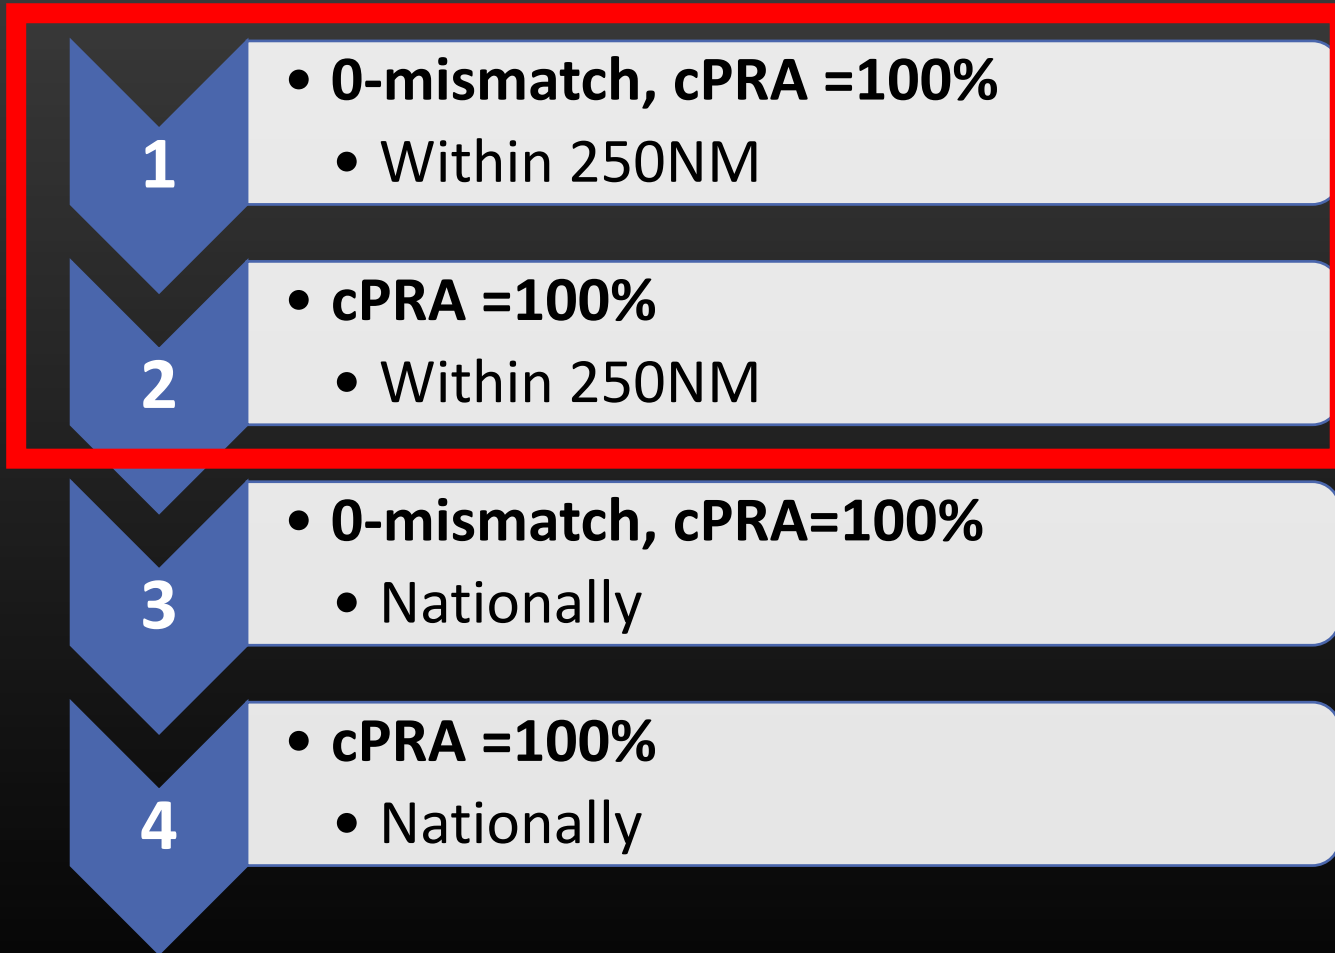 1
• 0-mismatch, cPRA =100%
• Within 250NM
2
• cPRA =100%
• Within 250NM
3
• 0-mismatch, cPRA=100%
• Nationally
4
• cPRA =100%
• Nationally